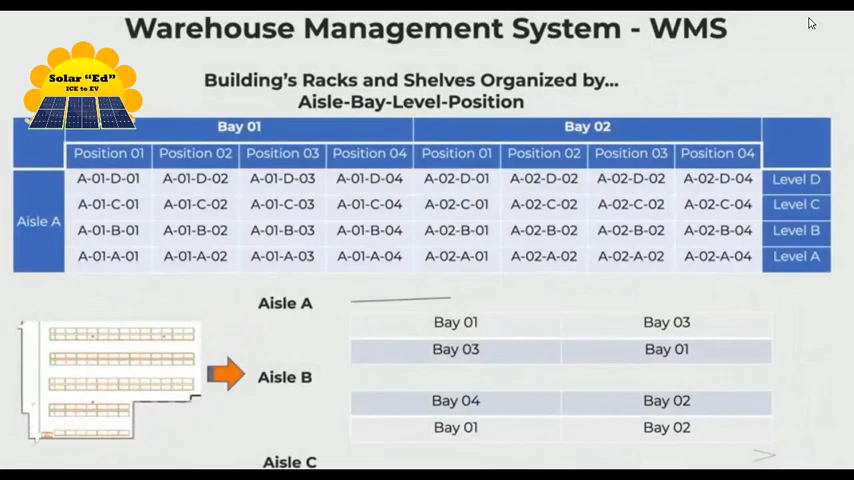 Warehouse Management System - WMS
Solar “Ed”
ICE to EV
Building's Racks and Shelves Organized by...
Aisle-Bay-Level-Position
Bay 01 Bay 02
Position 01 Position 02 Position 03 Position 04 Position 01 Position 02 Position 03 Position 04
A-01-D-01 A-01-D-02 A-01-D-03 A-01-D-04 A-02-D-01 A-02-D-02 A-02-D-02 A-02-D-04 Level D
A-01-C-01 A-01-C-02 A-01-C-03 A-01-C-04 A-02-C-01 A-02-C-02 A-02-C-02 A-02-C-04 Level C
Aisle A
A-01-B-01 A-01-B-02 A-01-B-03 A-01-B-04 A-02-B-01 A-02-B-02 A-02-B-02 A-02-B-04 Level B
A-01-A-01 A-01-A-02 A-01-A-03 A-01-A-04 A-02-A-01 A-02-A-02 A-02-A-02 A-02-A-04 Level A
Aisle A
Bay 01 Bay 03
Bay 03 Bay 01
Aisle B
Bay 04 Bay 02
Bay 01 Bay 02
Aisle C